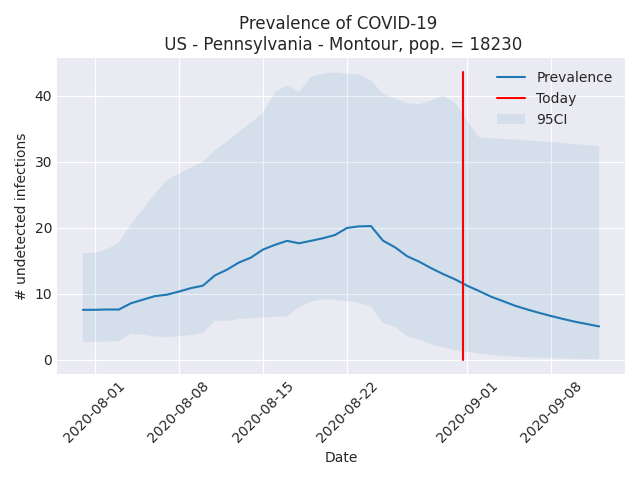 Prevalence of COVID-19
US - Pennsylvania - Montour, pop. = 18230
Prevalence
Today
95CI
# undetected infections
40
30
20
10
0
2020-08-01
2020-08-08
2020-08-15
2020-08-22
2020-09-01
2020-09-08
Date